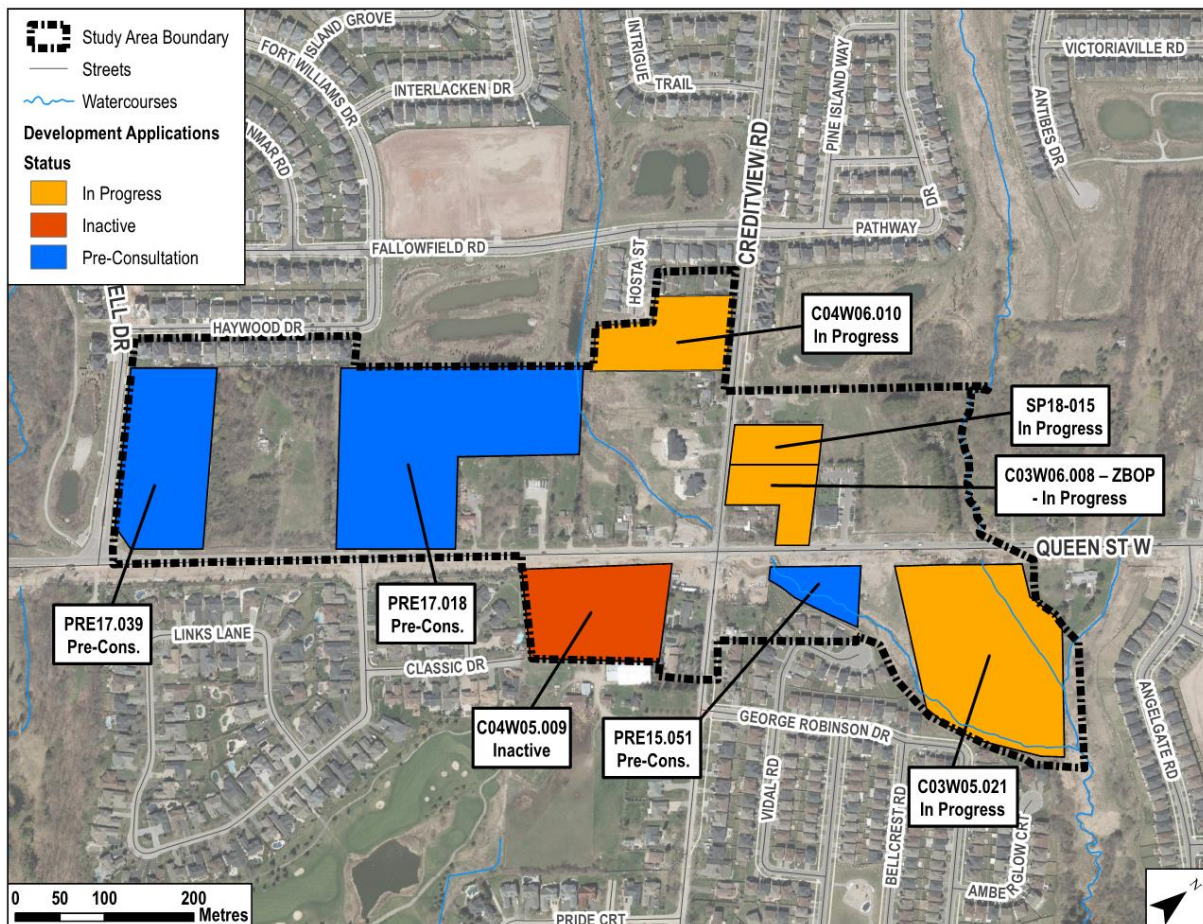 Study Area Boundary
Streets
Watercourses
Development Applications
Status
In Progress
Inactive
Pre-Consultation
ISLAND GROVE
FORT WILLIAMS DR
INTERLACKEN DR
INTRIGUE
TRAIL
CREDITVIEW RD
PINE ISLAND WAY
VICTORIAVILLE RD
ANTIBES DR
PATHWAY
DR
FALLOWFIELD RD
HOSTA ST
HAYWOOD DR
ELL DR
C04W06.010
In Progress
SP18-015
In Progress
C03W06.008 – ZBOP
- In Progress
QUEEN ST W
PRE17.039
Pre-Cons.
PRE17.018
Pre-Cons.
LINKS LANE
CLASSIC DR
C04W05.009
Inactive
PRE15.051
Pre-Cons.
GEORGE ROBINSON DR
VIDAL RD
BELLCREST RD
C03W05.021
In Progress
ANGELGATE RD
AMBER GLOW CRT
PRIDE CRT
0 50 100 200
Metres
N